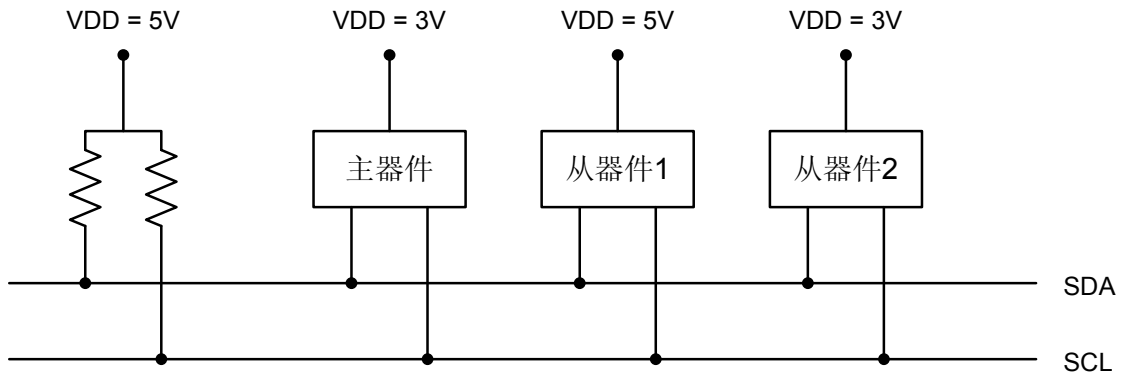 VDD = 5V
VDD = 3V
VDD = 5V
VDD = 3V
主器件
从器件1
从器件2
SDA
SCL